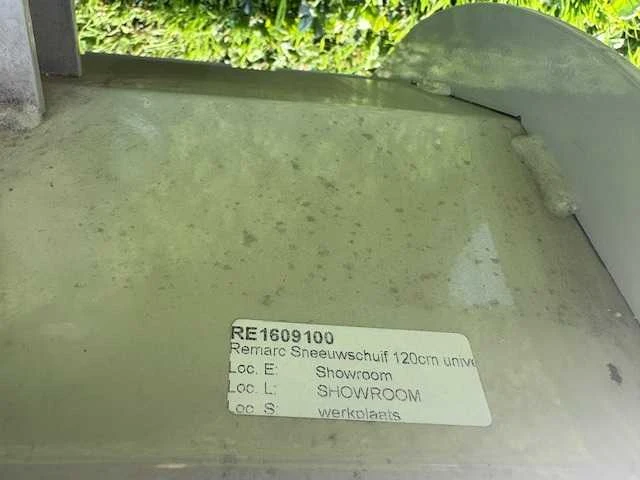 RE1609100
Remarc Sneeuwschuif 120cm unive
Loc. E: Showroom
Loc. L: SHOWROOM
Loc. S: werkplaats